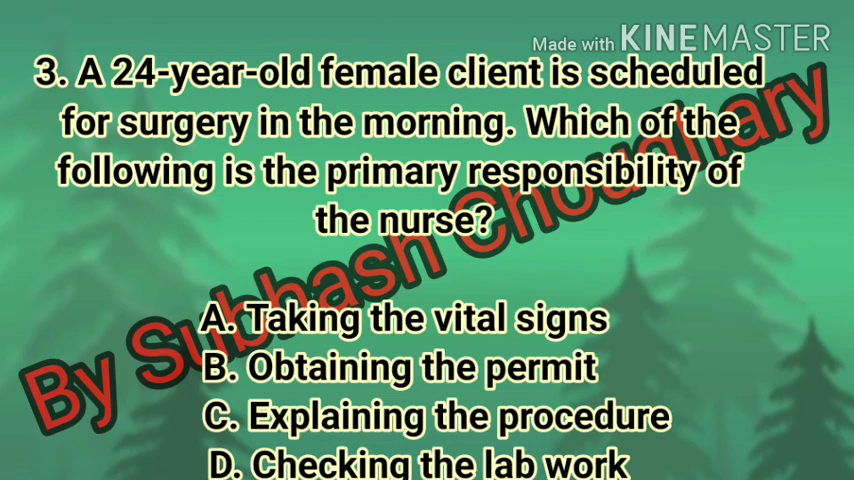 Made with KINEMASTER
3. A 24-year-old female client is scheduled
for surgery in the morning. Which of the
following is the primary responsibility of
the nurse?
A. Taking the vital signs
B. Obtaining the permit
C. Explaining the procedure
D. Checking the lab work
By Subhash Choudhary